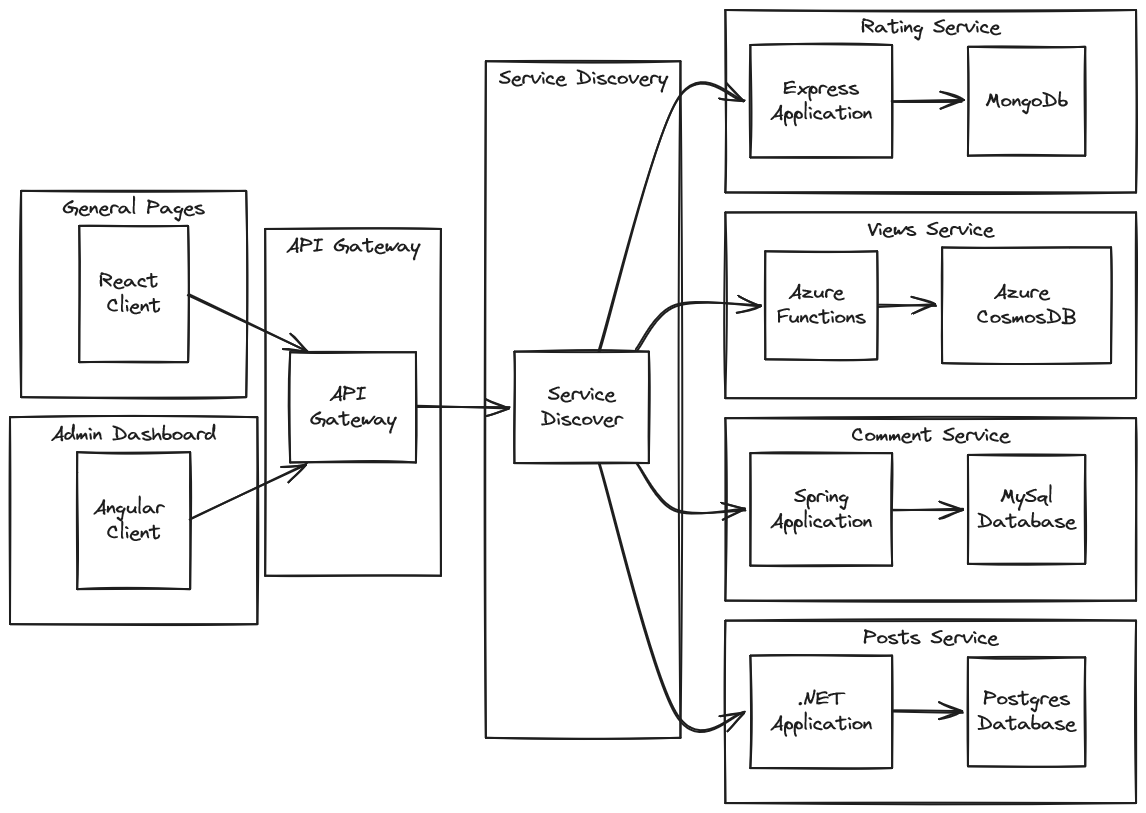 General Pages
React
Client
Admin Dashboard
Angular
Client
API Gateway
API
Gateway
Service Discovery
Service
Discover
Rating Service
Express
Application
MongoDb
Views Service
Azure
Functions
Azure
CosmosDB
Comment Service
Spring
Application
MySql
Database
Posts Service
.NET
Application
Postgres
Database